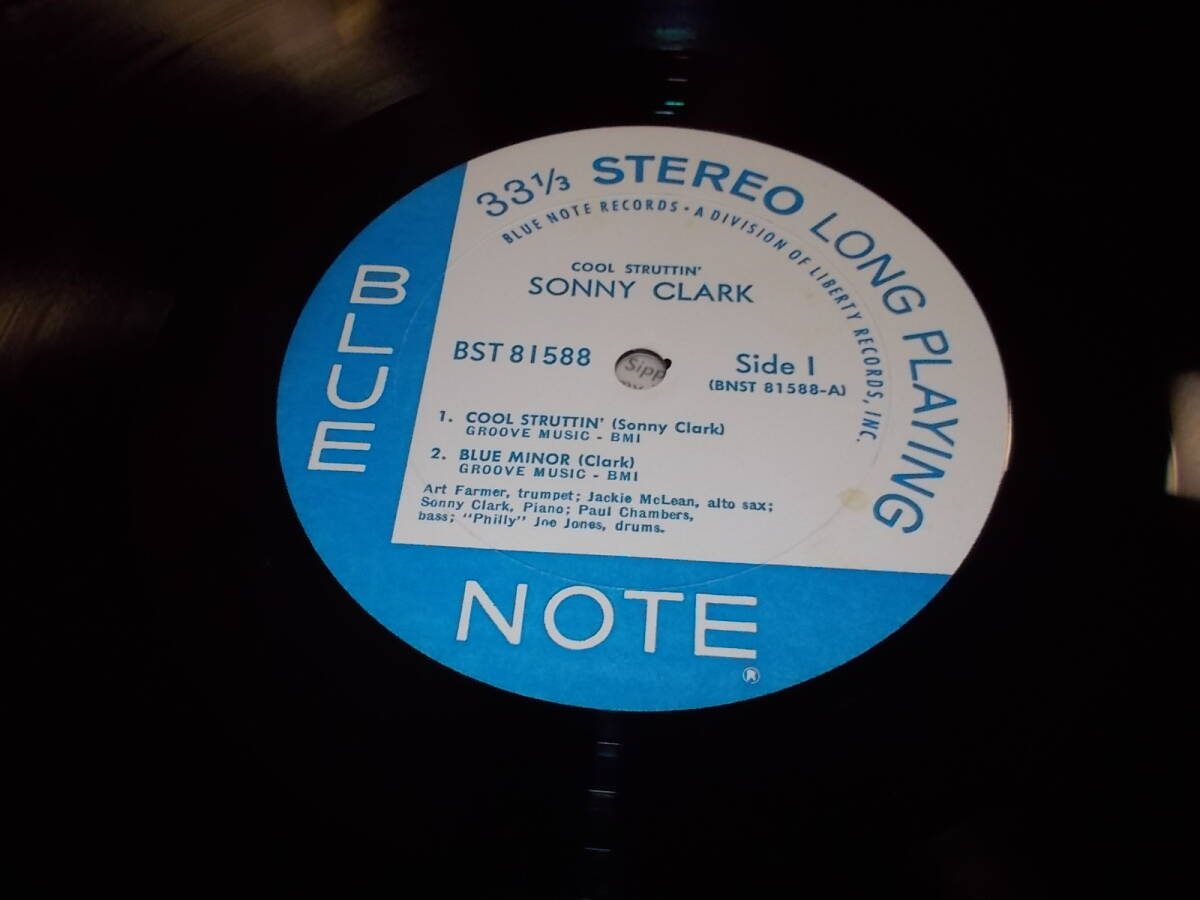 33⅓ STEREO LONG PLAYING
BLUE NOTE RECORDS • A DIVISION OF LIBERTY RECORDS, INC.
COOL STRUTTIN'
SONNY CLARK
BST 81588
Side 1
(BNST 81588-A)
1. COOL STRUTTIN' (Sonny Clark)
GROOVE MUSIC - BMI
2. BLUE MINOR (Clark)
GROOVE MUSIC - BMI
Art Farmer, trumpet; Jackie McLean, alto sax;
Sonny Clark, Piano; Paul Chambers,
bass; "Philly" Joe Jones, drums.
BLUE
NOTE
®
Sipp